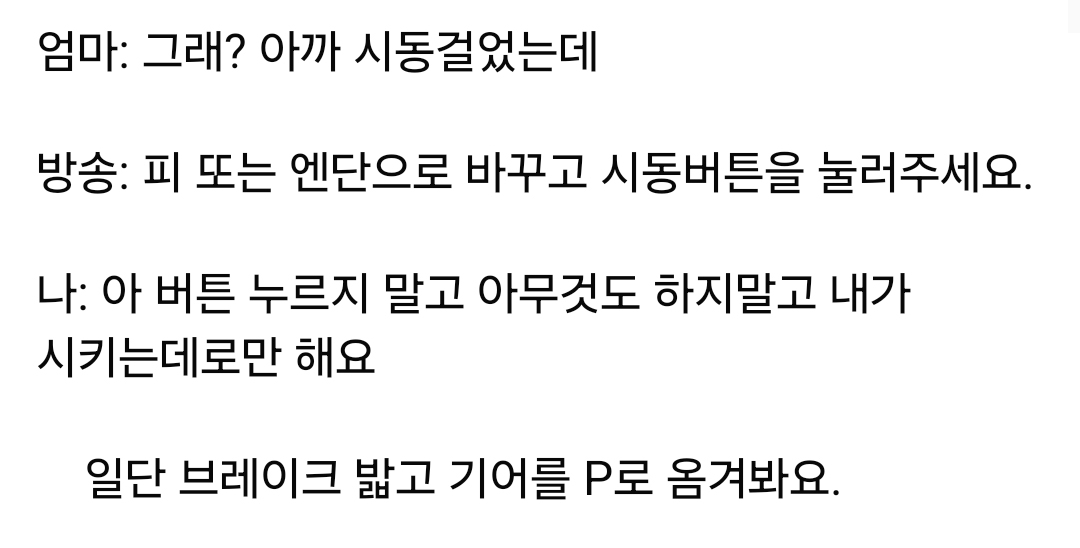 엄마: 그래? 아까 시동걸었는데
방송: 피 또는 엔단으로 바꾸고 시동버튼을 눌러주세요.
나: 아 버튼 누르지 말고 아무것도 하지말고 내가
시키는데로만 해요
일단 브레이크 밟고 기어를 P로 옴겨봐요.